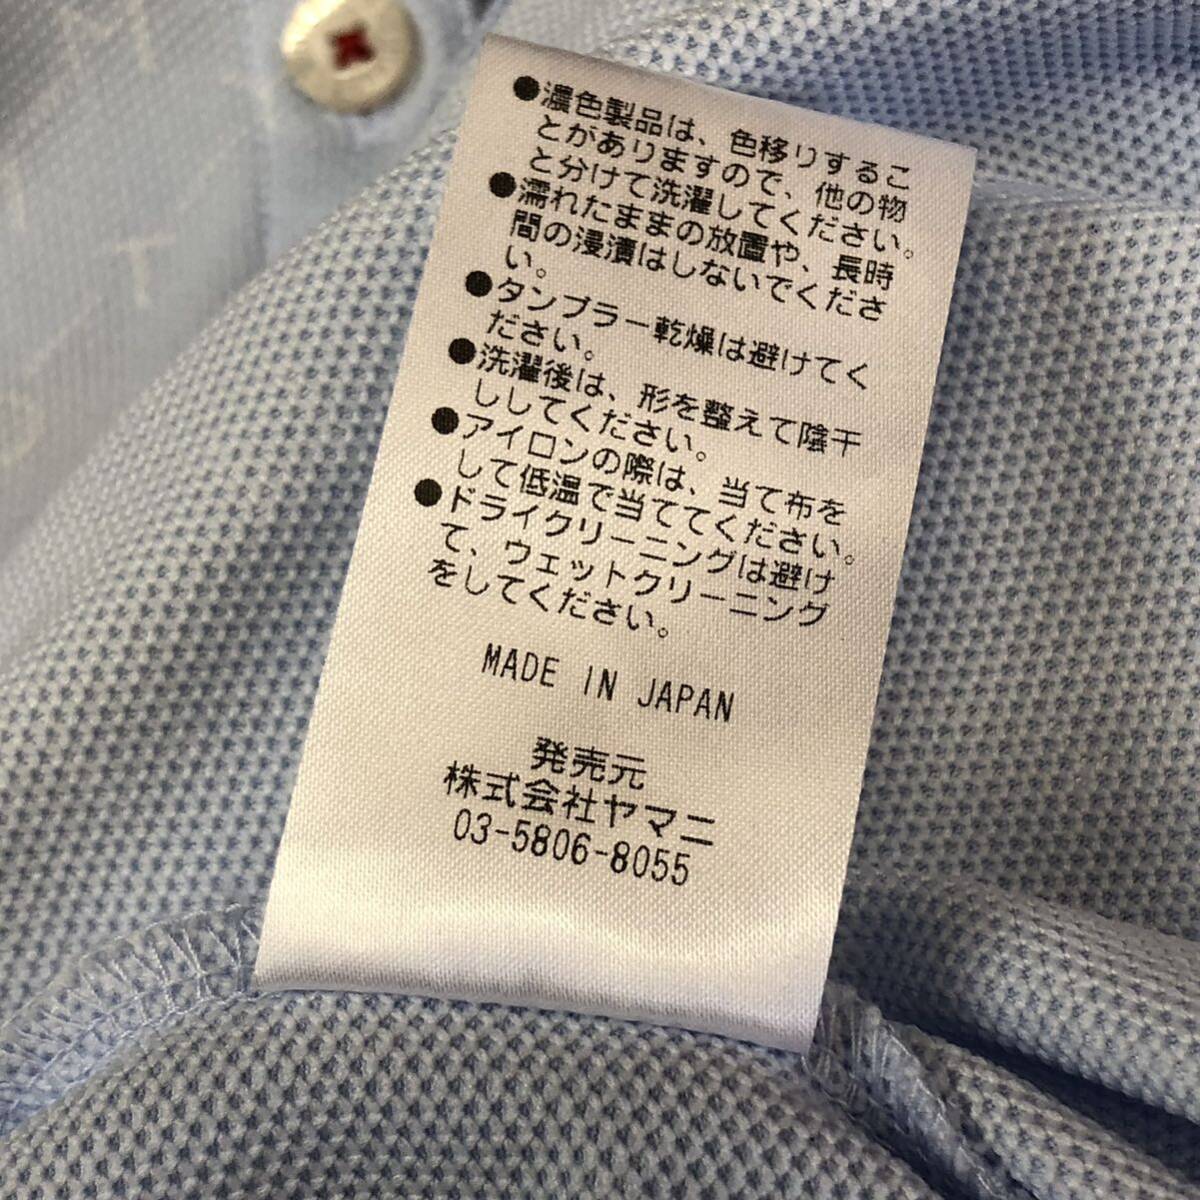 ●濃色製品は、色移りするこ
とがありますので、他の物
と分けて洗濯してください。
●濡れたままの放置や、長時
間の浸漬はしないでくださ
い。
●タンブラー乾燥は避けてく
ださい。
●洗濯後は、形を整えて陰干
ししてください。
●アイロンの際は、当て布を
して低温で当ててください。
●ドライクリーニングは避け
て、ウェットクリーニング
をしてください。
MADE IN JAPAN
発売元
株式会社ヤマニ
03-5806-8055